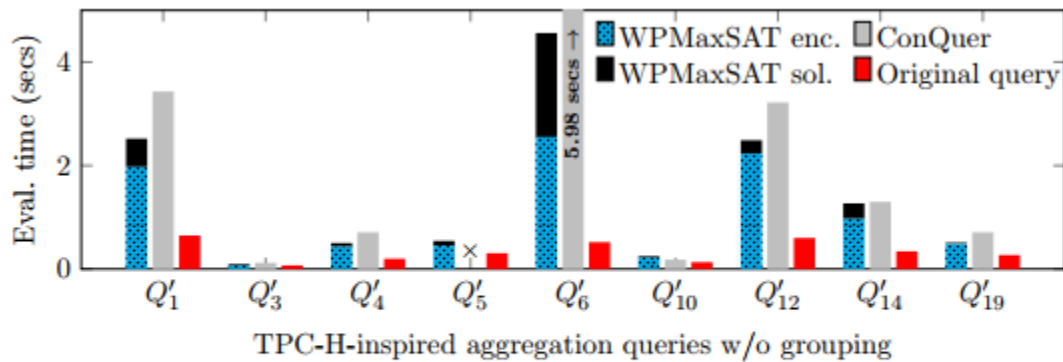 WPMaxSAT enc.
ConQuer
WPMaxSAT sol.
Original query
Eval. time (secs)
4
2
0
5.98 secs →
×
Q′1
Q′3
Q′4
Q′5
Q′6
Q′10
Q′12
Q′14
Q′19
TPC-H-inspired aggregation queries w/o grouping